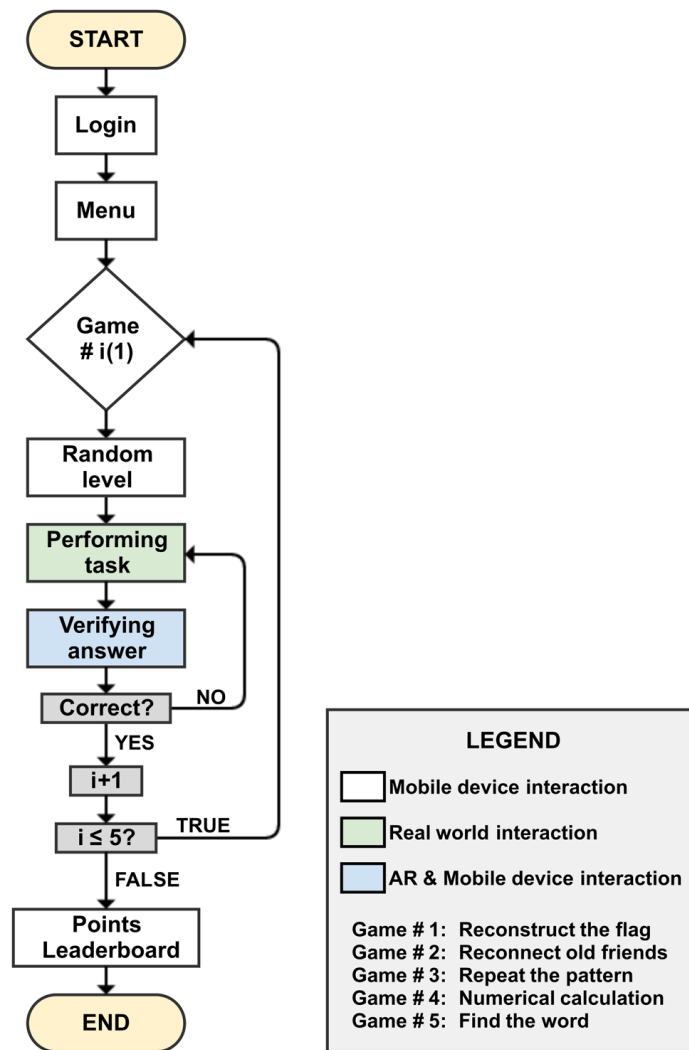 START
Login
Menu
Game
# i(1)
Random
level
Performing
task
Verifying
answer
Correct?
NO
YES
i+1
i ≤ 5?
TRUE
FALSE
Points
Leaderboard
END
LEGEND
Mobile device interaction
Real world interaction
AR & Mobile device interaction
Game # 1: Reconstruct the flag
Game # 2: Reconnect old friends
Game # 3: Repeat the pattern
Game # 4: Numerical calculation
Game # 5: Find the word